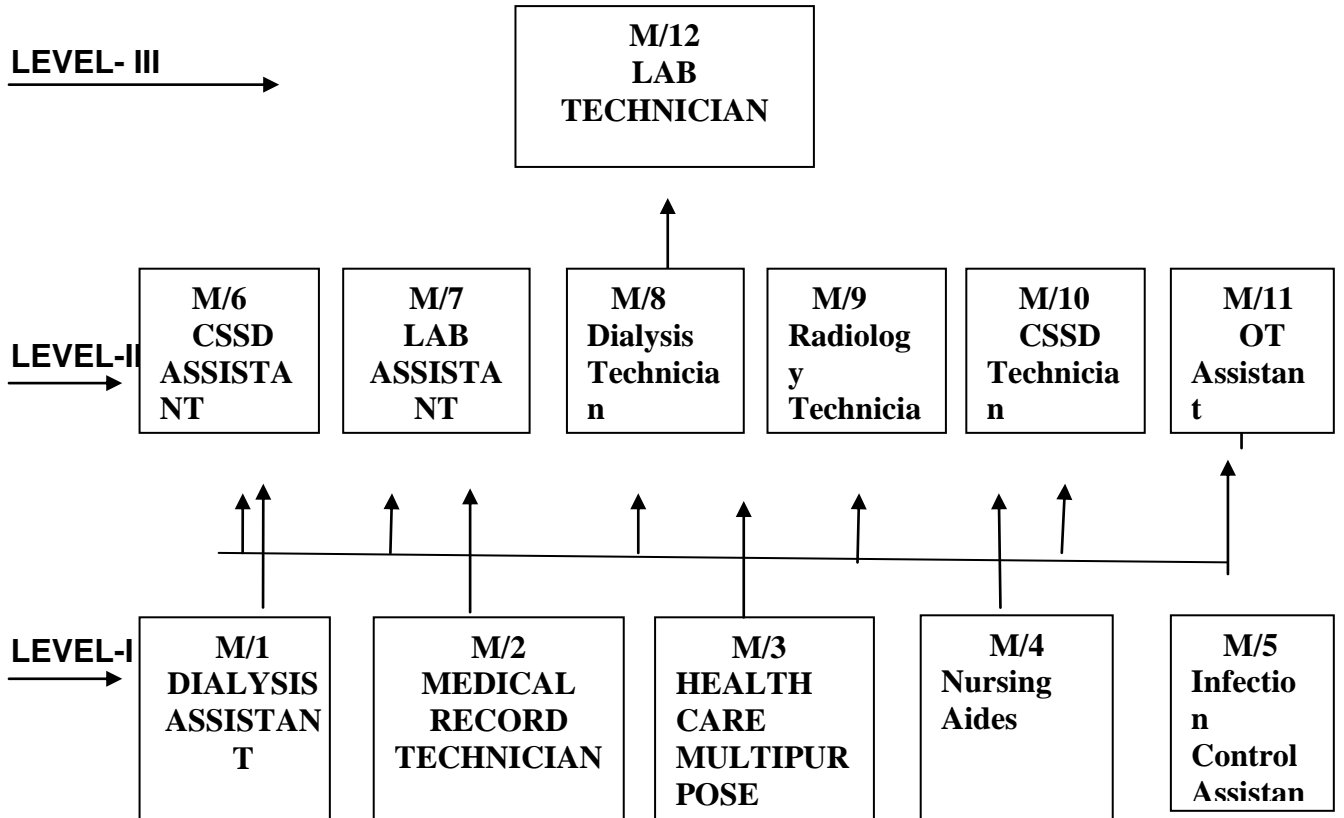 LEVEL- III
M/12
LAB
TECHNICIAN
LEVEL-II
M/6
CSSD
ASSISTA
NT
M/7
LAB
ASSISTA
NT
M/8
Dialysis
Technicia
n
M/9
Radiolog
y
Technicia
M/10
CSSD
Technicia
n
M/11
OT
Assistan
t
LEVEL-I
M/1
DIALYSIS
ASSISTAN
T
M/2
MEDICAL
RECORD
TECHNICIAN
M/3
HEALTH
CARE
MULTIPUR
POSE
M/4
Nursing
Aides
M/5
Infectio
n
Control
Assistan